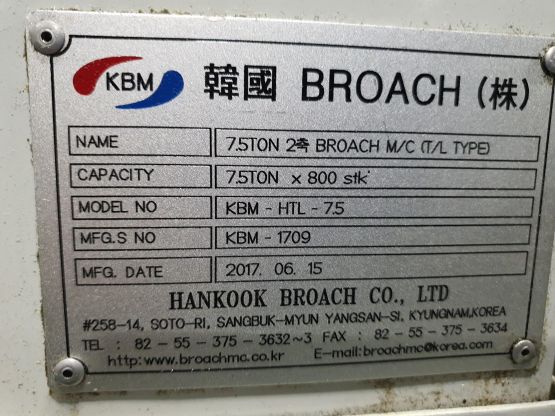 KBM 韓國 BROACH (株)
NAME 7.5TON 2축 BROACH M/C (T/L TYPE)
CAPACITY 7.5TON x 800 stk'
MODEL NO KBM - HTL - 7.5
MFG.S NO KBM - 1709
MFG. DATE 2017. 06. 15
HANKOOK BROACH CO., LTD
#258-14, SOTO-RI, SANGBUK-MYUN YANGSAN-SI, KYUNGNAM,KOREA
TEL : 82 - 55 - 375 - 3632~3 FAX : 82 - 55 - 375 - 3634
http:www.broachmc.co.kr E-mail:broachmc@korea.com